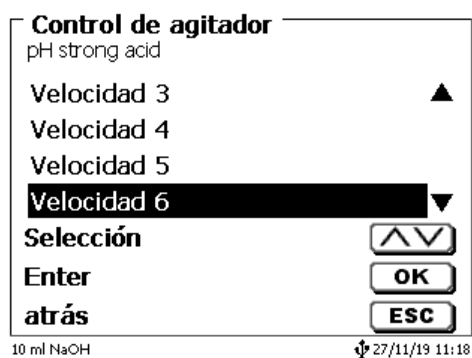 Control de agitador
pH strong acid
Velocidad 3
Velocidad 4
Velocidad 5
Velocidad 6
Selección
Enter OK
atrás ESC
10 ml NaOH 27/11/19 11:18